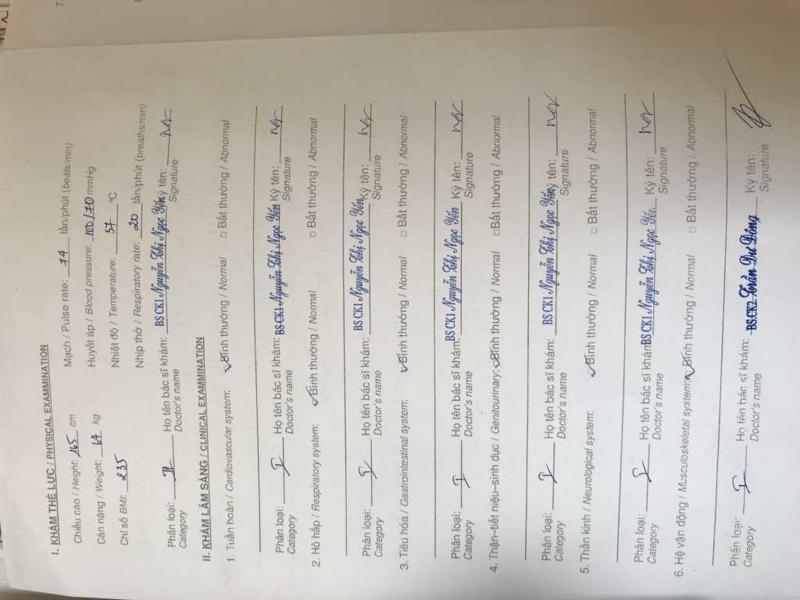 I. KHÁM THỂ LỰC / PHYSICAL EXAMMINATION
Chiều cao / Height: 165 cm Mạch / Pulse rate: 74 lần/phút (beats/min)
Cân nặng / Weight: 64 kg Huyết áp / Blood pressure: 100/70 mmHg
Chỉ số BMI: 23.5 Nhiệt độ / Temperature: 37 °C
Nhịp thở / Respiratory rate: 20 lần/phút (breaths/min)
Phân loại: II Họ tên bác sĩ khám: BS CK1 Nguyễn Thị Ngọc Yến Ký tên:
Category Doctor's name Signature
II. KHÁM LÂM SÀNG / CLINICAL EXAMMINATION
1. Tuần hoàn / Cardiovascular system: ✓Bình thường / Normal □ Bất thường / Abnormal
Phân loại: I Họ tên bác sĩ khám: BS CK1 Nguyễn Thị Ngọc Yến Ký tên:
Category Doctor's name Signature
2. Hô hấp / Respiratory system: ✓Bình thường / Normal □ Bất thường / Abnormal
Phân loại: I Họ tên bác sĩ khám: BS CK1 Nguyễn Thị Ngọc Yến Ký tên:
Category Doctor's name Signature
3. Tiêu hóa / Gastrointestinal system: ✓Bình thường / Normal □ Bất thường / Abnormal
Phân loại: I Họ tên bác sĩ khám: BS CK1 Nguyễn Thị Ngọc Yến Ký tên:
Category Doctor's name Signature
4. Thận–tiết niệu–sinh dục / Genitourinary: ✓Bình thường / Normal □Bất thường / Abnormal
Phân loại: I Họ tên bác sĩ khám: BS CK1 Nguyễn Thị Ngọc Yến Ký tên:
Category Doctor's name Signature
5. Thần kinh / Neurological system: ✓Bình thường / Normal □ Bất thường / Abnormal
Phân loại: I Họ tên bác sĩ khám: BS CK1 Nguyễn Thị Ngọc Yến Ký tên:
Category Doctor's name Signature
6. Hệ vận động / Musculoskeletal system: ✓Bình thường / Normal □ Bất thường / Abnormal
Phân loại: I Họ tên bác sĩ khám: BS.CK2 Trần Dư Đông Ký tên:
Category Doctor's name Signature